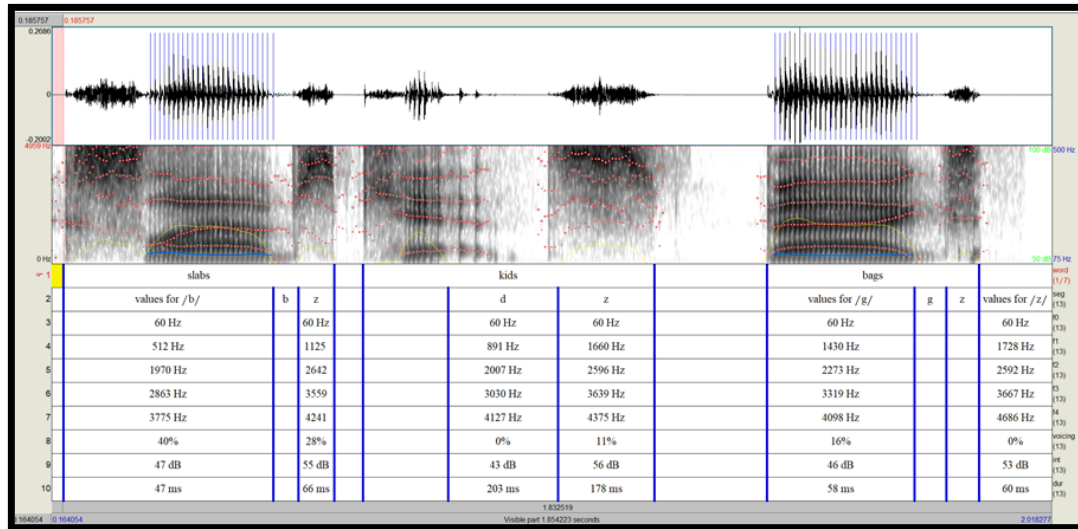 0.185757 0.185757
0.2686
0
-0.2002
4959 Hz 100 dB 500 Hz
0 Hz 50 dB 75 Hz
1 slabs kids bags word (1/7)
2 values for /b/ b z d z values for /g/ g z values for /z/ seg (13)
3 60 Hz 60 Hz 60 Hz 60 Hz 60 Hz 60 Hz f0 (13)
4 512 Hz 1125 891 Hz 1660 Hz 1430 Hz 1728 Hz f1 (13)
5 1970 Hz 2642 2007 Hz 2596 Hz 2273 Hz 2592 Hz f2 (13)
6 2863 Hz 3559 3030 Hz 3639 Hz 3319 Hz 3667 Hz f3 (13)
7 3775 Hz 4241 4127 Hz 4375 Hz 4098 Hz 4686 Hz f4 (13)
8 40% 28% 0% 11% 16% 0% voicing (13)
9 47 dB 55 dB 43 dB 56 dB 46 dB 53 dB int (13)
10 47 ms 66 ms 203 ms 178 ms 58 ms 60 ms dur (13)
1.832519
0.164054 0.164054 Visible part 1.854223 seconds 2.018277